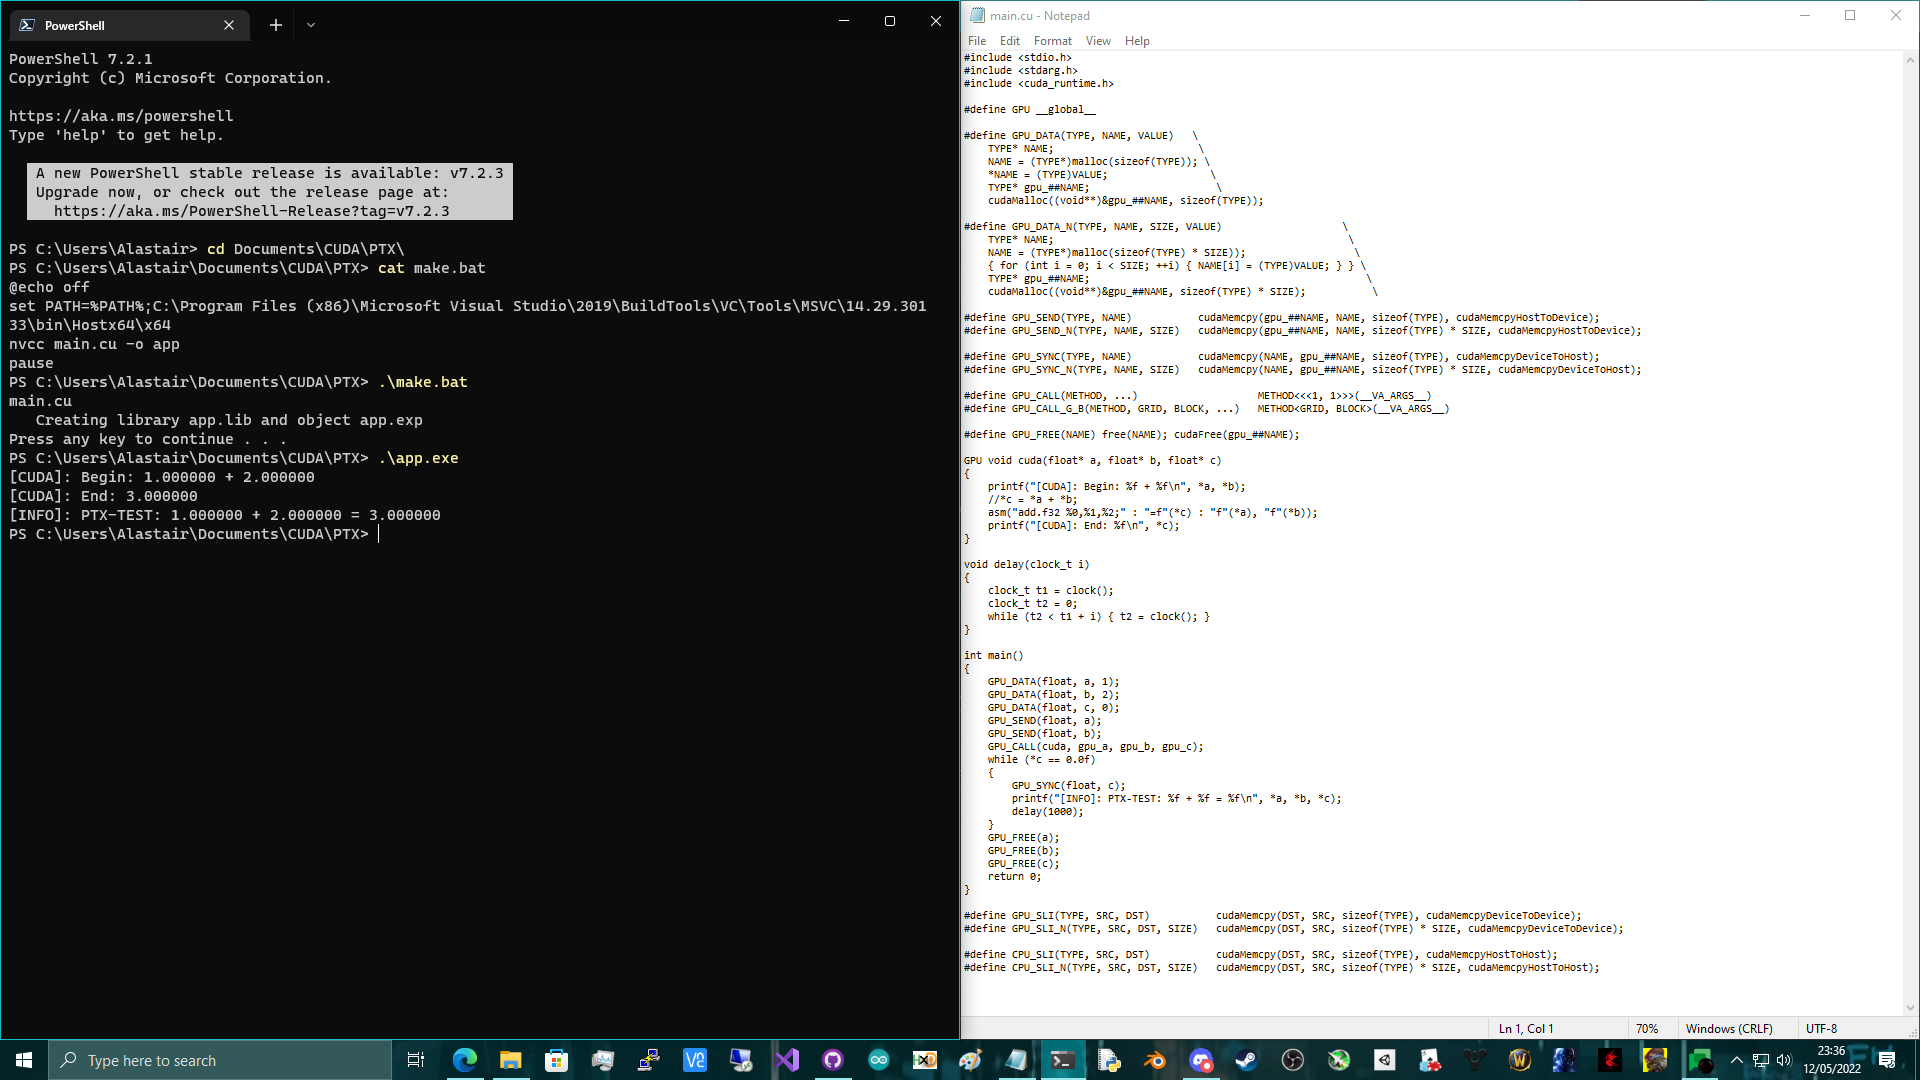 PowerShell
PowerShell 7.2.1
Copyright (c) Microsoft Corporation.
https://aka.ms/powershell
Type 'help' to get help.
A new PowerShell stable release is available: v7.2.3
Upgrade now, or check out the release page at:
https://aka.ms/PowerShell-Release?tag=v7.2.3
PS C:\Users\Alastair> cd Documents\CUDA\PTX\
PS C:\Users\Alastair\Documents\CUDA\PTX> cat make.bat
@echo off
set PATH=%PATH%;C:\Program Files (x86)\Microsoft Visual Studio\2019\BuildTools\VC\Tools\MSVC\14.29.301
33\bin\Hostx64\x64
nvcc main.cu -o app
pause
PS C:\Users\Alastair\Documents\CUDA\PTX> .\make.bat
main.cu
   Creating library app.lib and object app.exp
Press any key to continue . . .
PS C:\Users\Alastair\Documents\CUDA\PTX> .\app.exe
[CUDA]: Begin: 1.000000 + 2.000000
[CUDA]: End: 3.000000
[INFO]: PTX-TEST: 1.000000 + 2.000000 = 3.000000
PS C:\Users\Alastair\Documents\CUDA\PTX>
main.cu - Notepad
File Edit Format View Help
#include <stdio.h>
#include <stdarg.h>
#include <cuda_runtime.h>
#define GPU __global__
#define GPU_DATA(TYPE, NAME, VALUE) \
    TYPE* NAME; \
    NAME = (TYPE*)malloc(sizeof(TYPE)); \
    *NAME = (TYPE)VALUE; \
    TYPE* gpu_##NAME; \
    cudaMalloc((void**)&gpu_##NAME, sizeof(TYPE));
#define GPU_DATA_N(TYPE, NAME, SIZE, VALUE) \
    TYPE* NAME; \
    NAME = (TYPE*)malloc(sizeof(TYPE) * SIZE)); \
    { for (int i = 0; i < SIZE; ++i) { NAME[i] = (TYPE)VALUE; } } \
    TYPE* gpu_##NAME; \
    cudaMalloc((void**)&gpu_##NAME, sizeof(TYPE) * SIZE); \
#define GPU_SEND(TYPE, NAME) cudaMemcpy(gpu_##NAME, NAME, sizeof(TYPE), cudaMemcpyHostToDevice);
#define GPU_SEND_N(TYPE, NAME, SIZE) cudaMemcpy(gpu_##NAME, NAME, sizeof(TYPE) * SIZE, cudaMemcpyHostToDevice);
#define GPU_SYNC(TYPE, NAME) cudaMemcpy(NAME, gpu_##NAME, sizeof(TYPE), cudaMemcpyDeviceToHost);
#define GPU_SYNC_N(TYPE, NAME, SIZE) cudaMemcpy(NAME, gpu_##NAME, sizeof(TYPE) * SIZE, cudaMemcpyDeviceToHost);
#define GPU_CALL(METHOD, ...) METHOD<<<1, 1>>>(__VA_ARGS__)
#define GPU_CALL_G_B(METHOD, GRID, BLOCK, ...) METHOD<GRID, BLOCK>(__VA_ARGS__)
#define GPU_FREE(NAME) free(NAME); cudaFree(gpu_##NAME);
GPU void cuda(float* a, float* b, float* c)
{
    printf("[CUDA]: Begin: %f + %f\n", *a, *b);
    //*c = *a + *b;
    asm("add.f32 %0,%1,%2;" : "=f"(*c) : "f"(*a), "f"(*b));
    printf("[CUDA]: End: %f\n", *c);
}
void delay(clock_t i)
{
    clock_t t1 = clock();
    clock_t t2 = 0;
    while (t2 < t1 + i) { t2 = clock(); }
}
int main()
{
    GPU_DATA(float, a, 1);
    GPU_DATA(float, b, 2);
    GPU_DATA(float, c, 0);
    GPU_SEND(float, a);
    GPU_SEND(float, b);
    GPU_CALL(cuda, gpu_a, gpu_b, gpu_c);
    while (*c == 0.0f)
    {
        GPU_SYNC(float, c);
        printf("[INFO]: PTX-TEST: %f + %f = %f\n", *a, *b, *c);
        delay(1000);
    }
    GPU_FREE(a);
    GPU_FREE(b);
    GPU_FREE(c);
    return 0;
}
#define GPU_SLI(TYPE, SRC, DST) cudaMemcpy(DST, SRC, sizeof(TYPE), cudaMemcpyDeviceToDevice);
#define GPU_SLI_N(TYPE, SRC, DST, SIZE) cudaMemcpy(DST, SRC, sizeof(TYPE) * SIZE, cudaMemcpyDeviceToDevice);
#define CPU_SLI(TYPE, SRC, DST) cudaMemcpy(DST, SRC, sizeof(TYPE), cudaMemcpyHostToHost);
#define CPU_SLI_N(TYPE, SRC, DST, SIZE) cudaMemcpy(DST, SRC, sizeof(TYPE) * SIZE, cudaMemcpyHostToHost);
Ln 1, Col 1 70% Windows (CRLF) UTF-8
Type here to search
23:36
12/05/2022